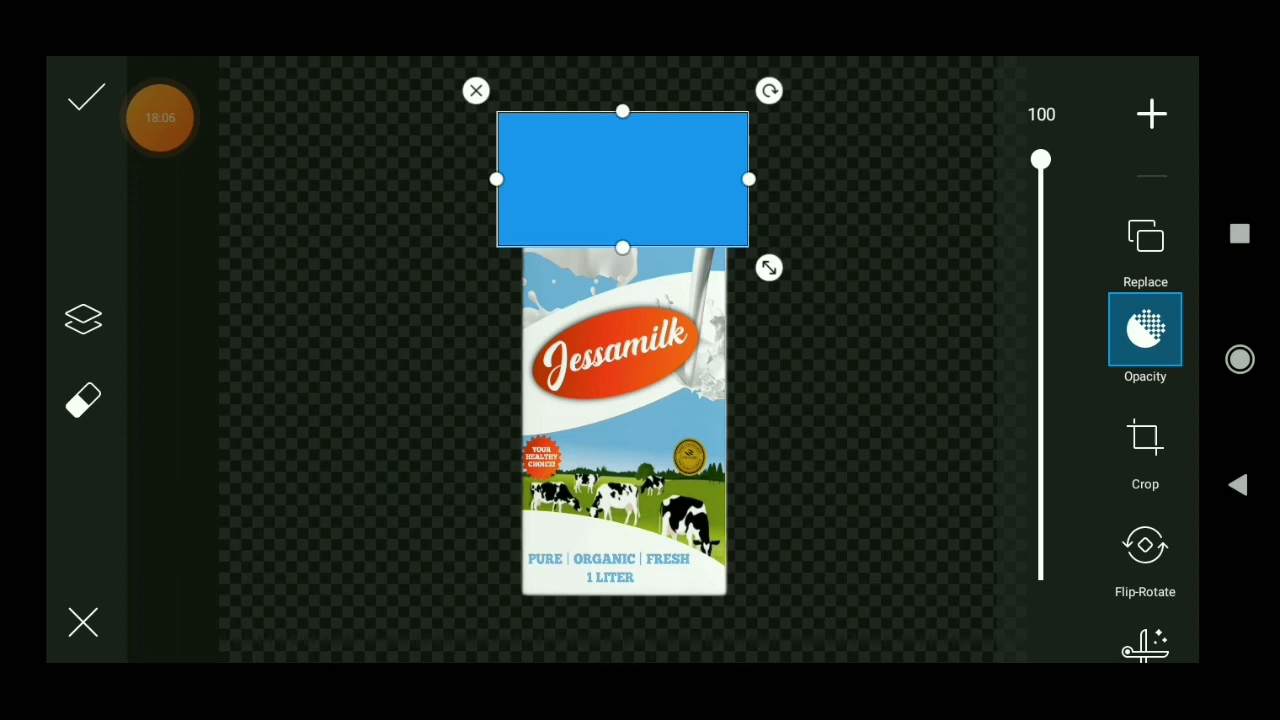 18:06
100
Replace
Opacity
Crop
Flip-Rotate
Jessamilk
YOUR
HEALTHY
CHOICE!
PURE | ORGANIC | FRESH
1 LITER